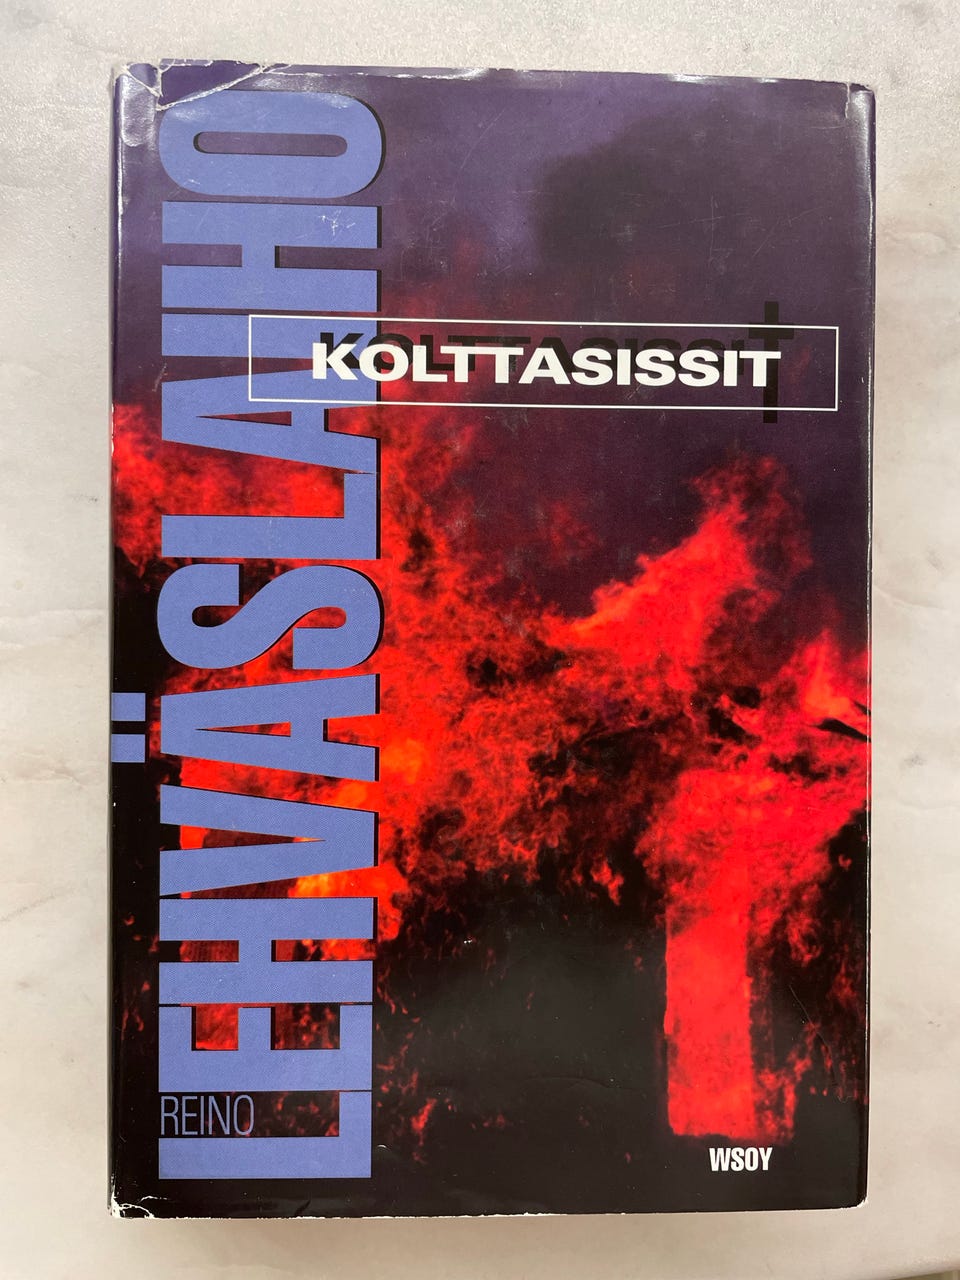 REINO
LEHVÄSLAIHO
KOLTTASISSIT
WSOY